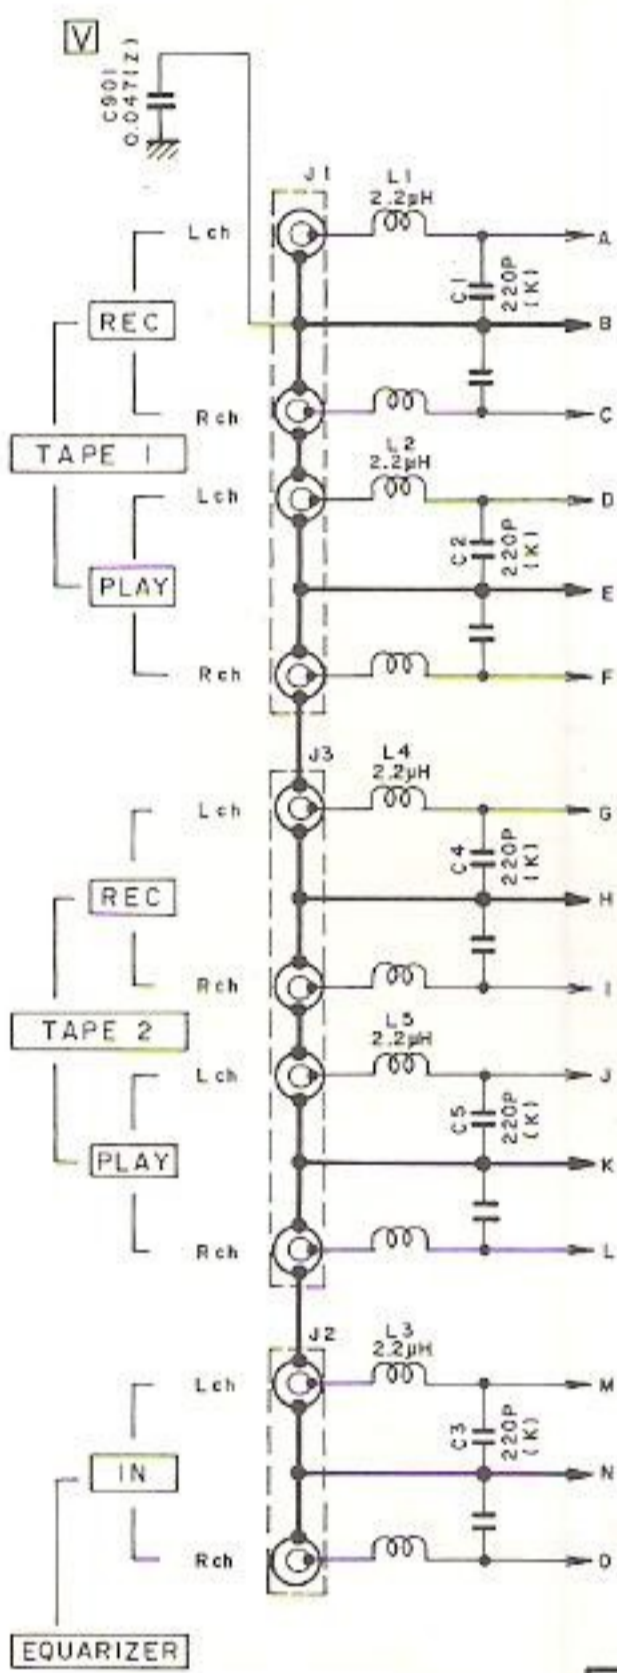 V
C901
0.047(Z)
J1
L1
2.2µH
Lch
A
C1
220P
(K)
REC
B
Rch
C
TAPE 1
L2
2.2µH
Lch
D
C2
220P
(K)
PLAY
E
Rch
F
J3
L4
2.2µH
Lch
G
C4
220P
(K)
REC
H
Rch
I
TAPE 2
L5
2.2µH
Lch
J
C5
220P
(K)
PLAY
K
Rch
L
J2
L3
2.2µH
Lch
M
C3
220P
(K)
IN
N
Rch
O
EQUARIZER